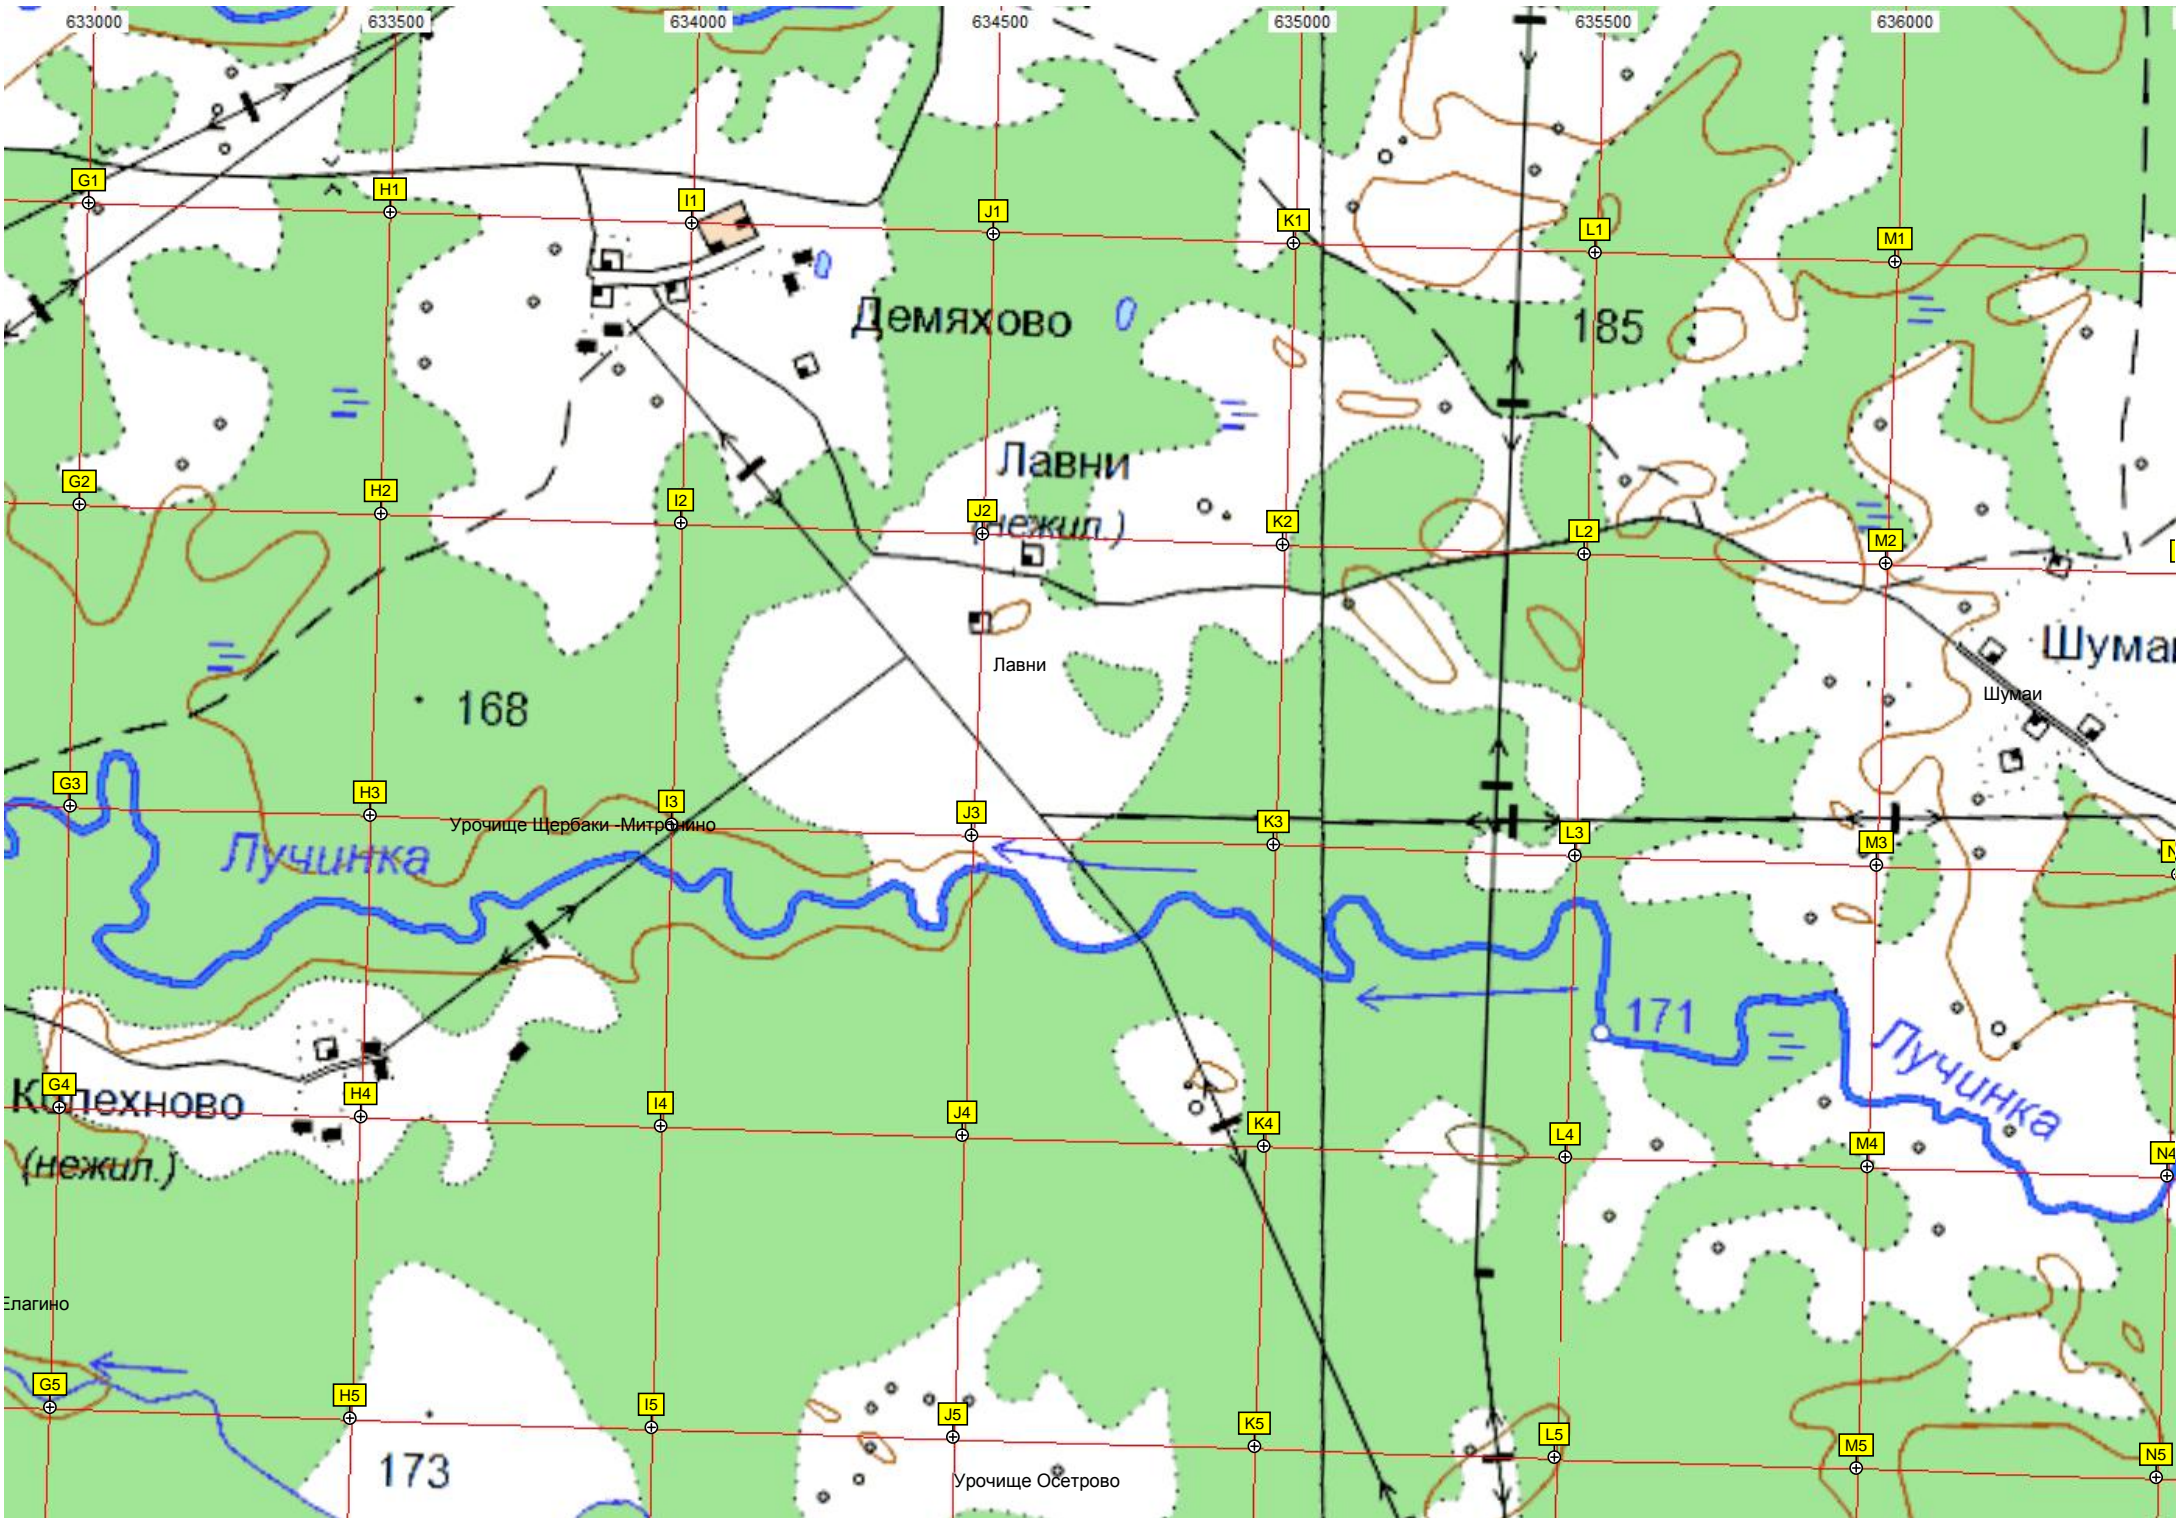 633000 633500 634000 634500 635000 635500 636000
G1 H1 I1 J1 K1 L1 M1
Демяхово
185
Лавни
(нежил.)
G2 H2 I2 J2 K2 L2 M2
Лавни
168
Шумаи
G3 H3 I3 J3 K3 L3 M3 N
Урочище Щербаки -Митронино
Лучинка
171
Лучинка
G4 H4 I4 J4 K4 L4 M4 N4
Колехново
(нежил.)
Елагино
G5 H5 I5 J5 K5 L5 M5 N5
173
Урочище Осетрово